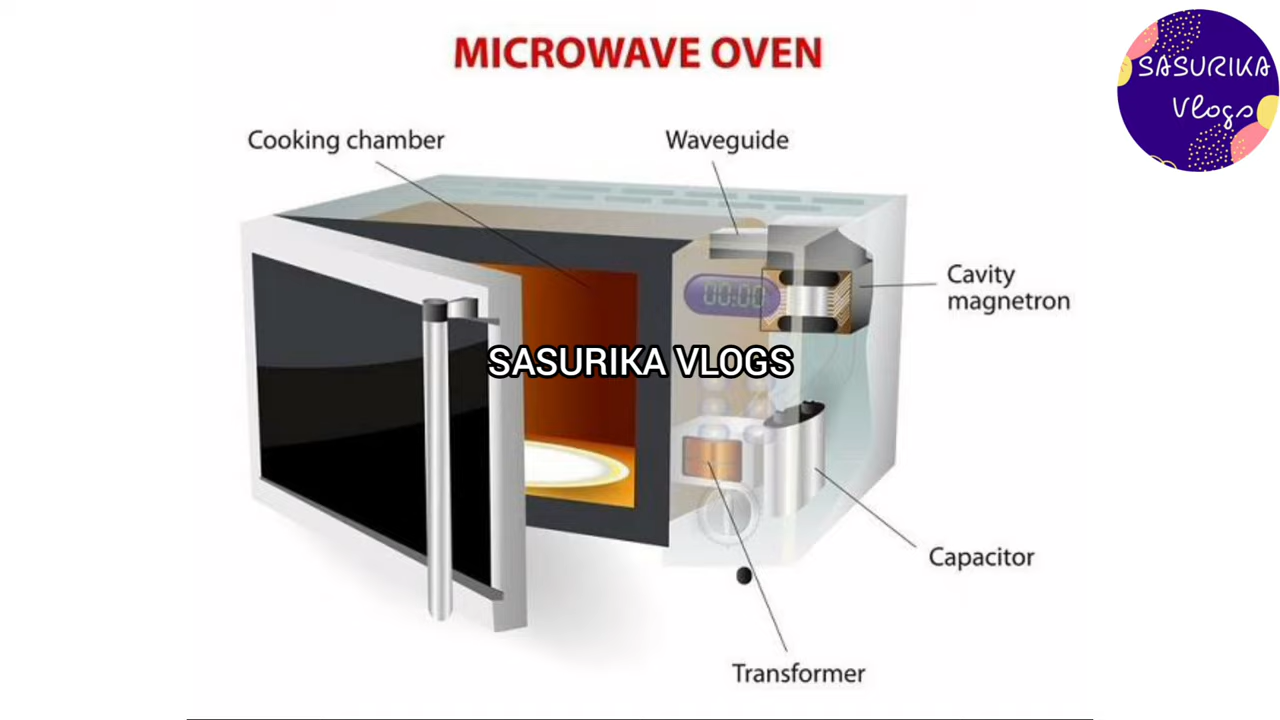 MICROWAVE OVEN
SASURIKA
Vlogs
Cooking chamber
Waveguide
Cavity
magnetron
00:00
SASURIKA VLOGS
Capacitor
Transformer